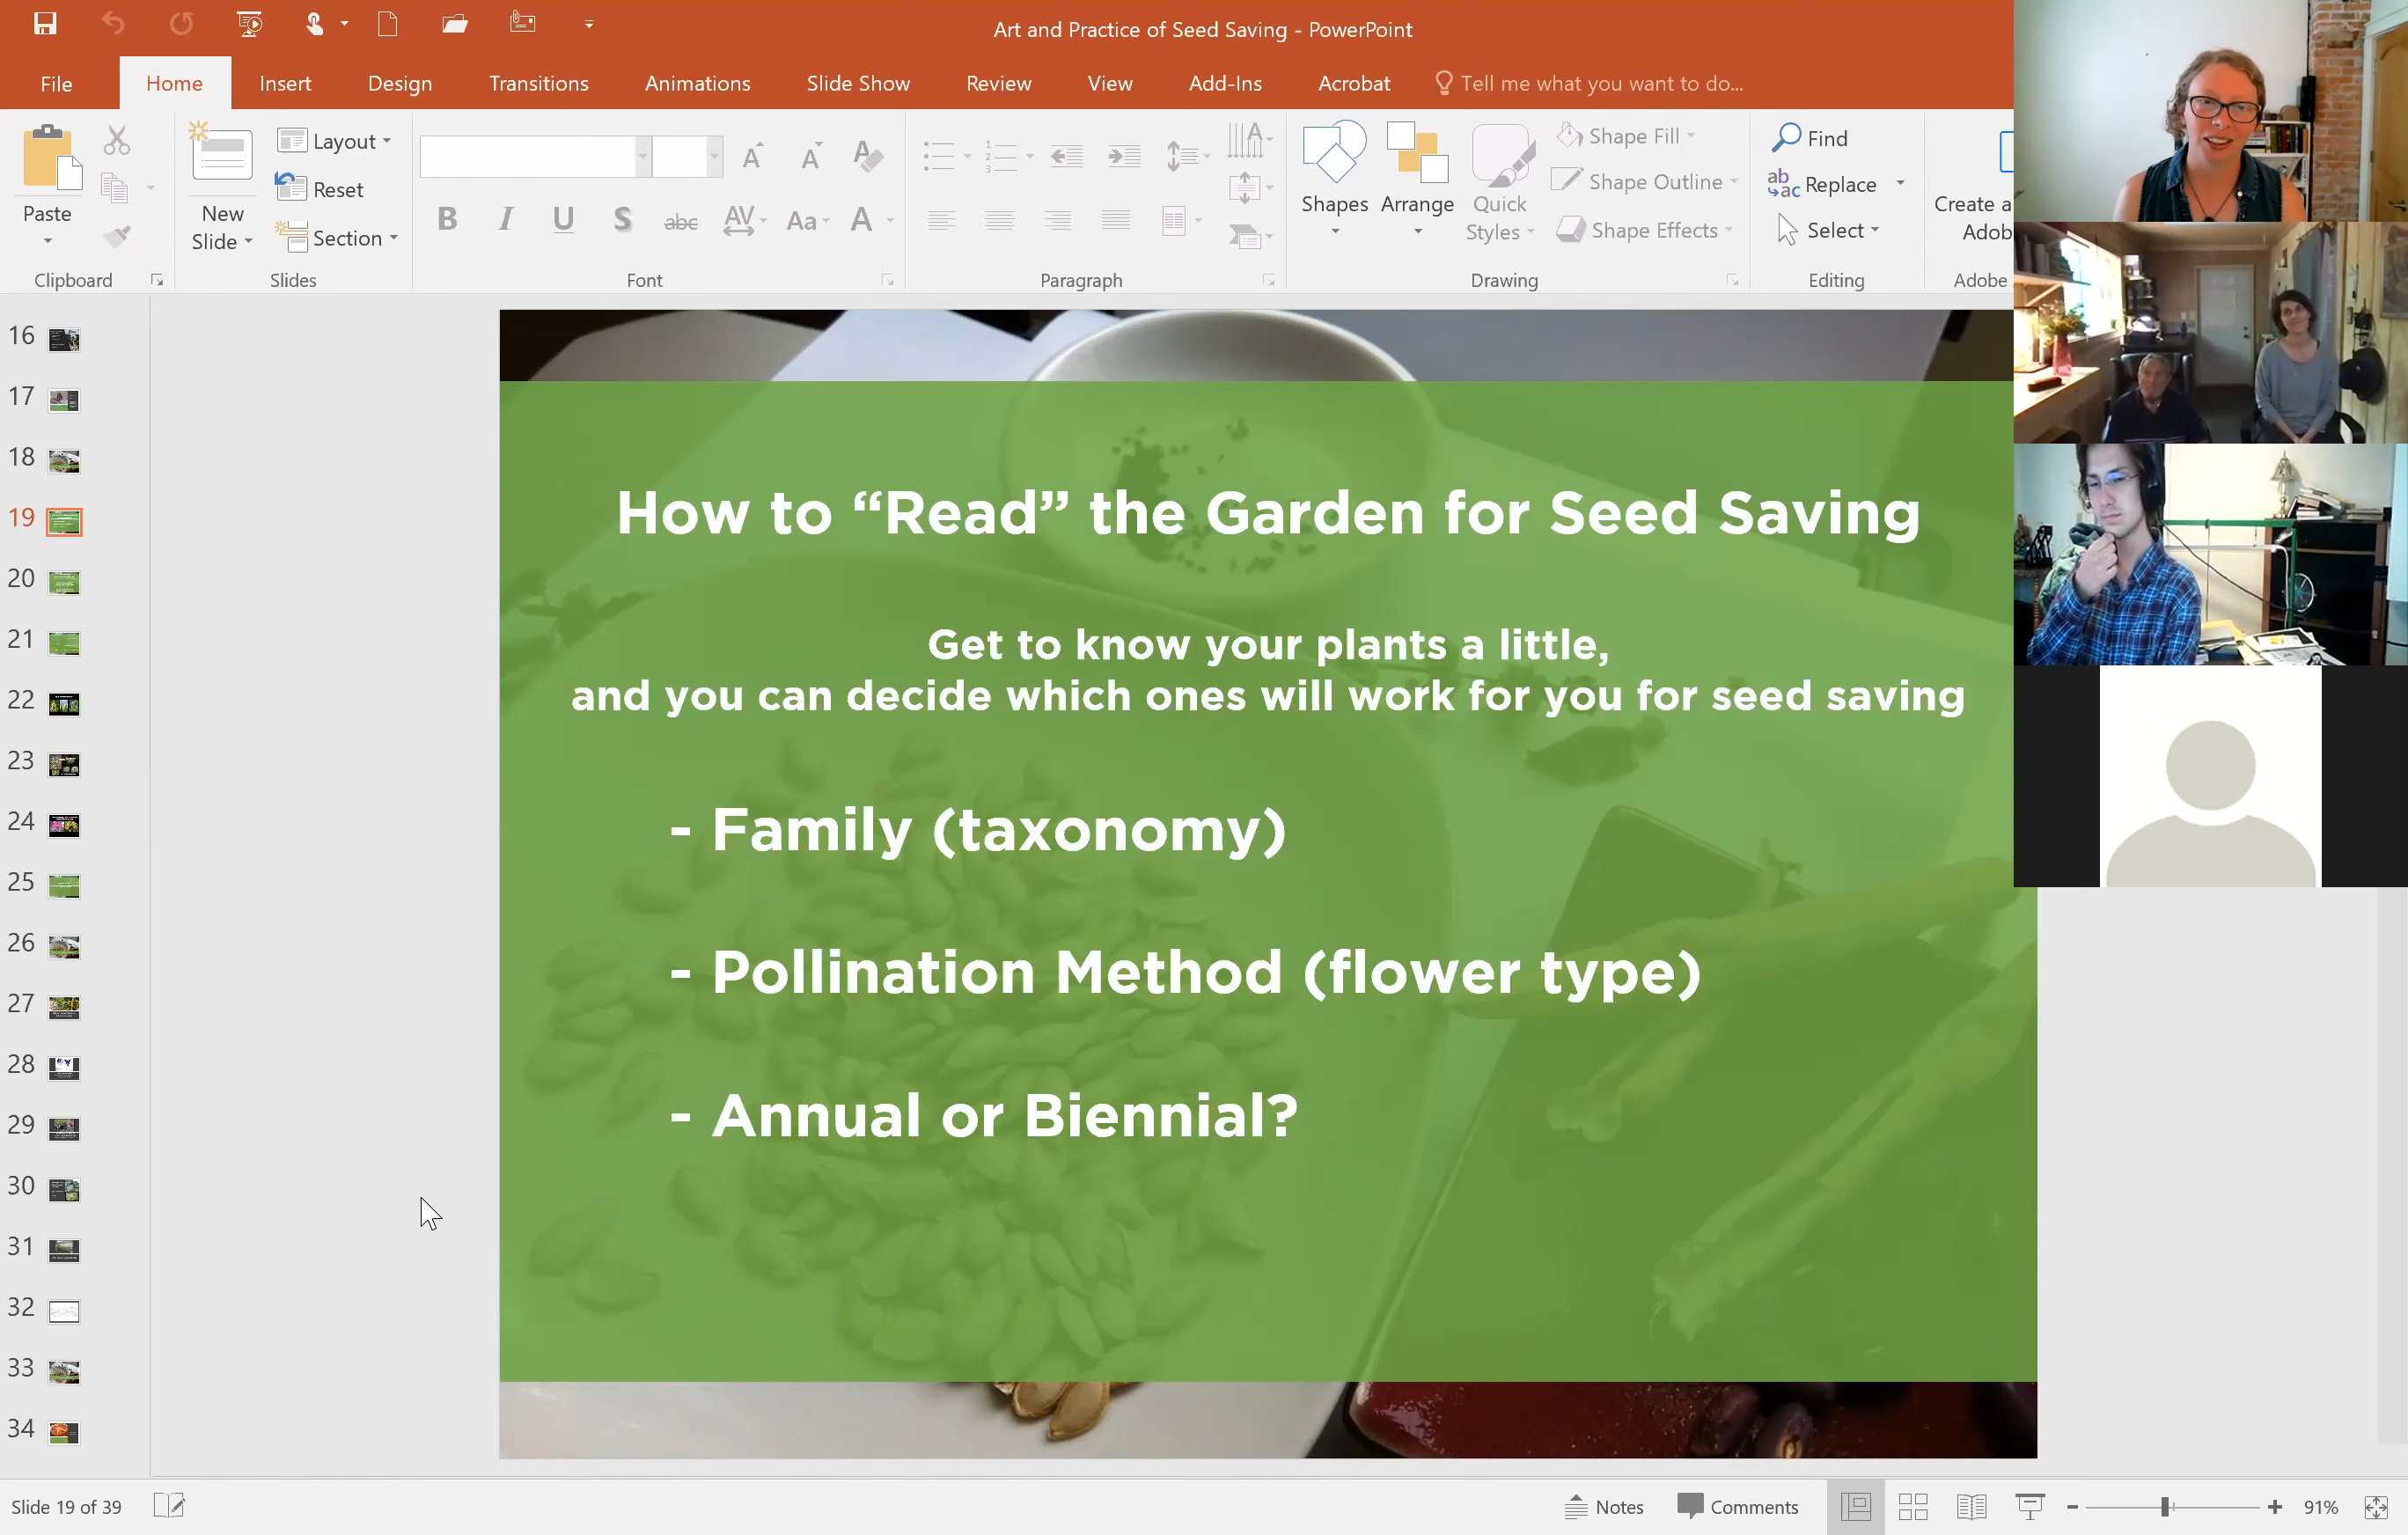 Art and Practice of Seed Saving - PowerPoint
File Home Insert Design Transitions Animations Slide Show Review View Add-Ins Acrobat Tell me what you want to do...
Paste
Clipboard
New
Slide
Layout
Reset
Section
Slides
B I U S abc AV Aa A
Font
Paragraph
Shapes Arrange Quick
Styles
Shape Fill
Shape Outline
Shape Effects
Drawing
Find
Replace
Select
Editing
Create a
Adob
Adobe
16
17
18
19
20
21
22
23
24
25
26
27
28
29
30
31
32
33
34
How to “Read” the Garden for Seed Saving
Get to know your plants a little,
and you can decide which ones will work for you for seed saving
- Family (taxonomy)
- Pollination Method (flower type)
- Annual or Biennial?
Slide 19 of 39 Notes Comments 91%